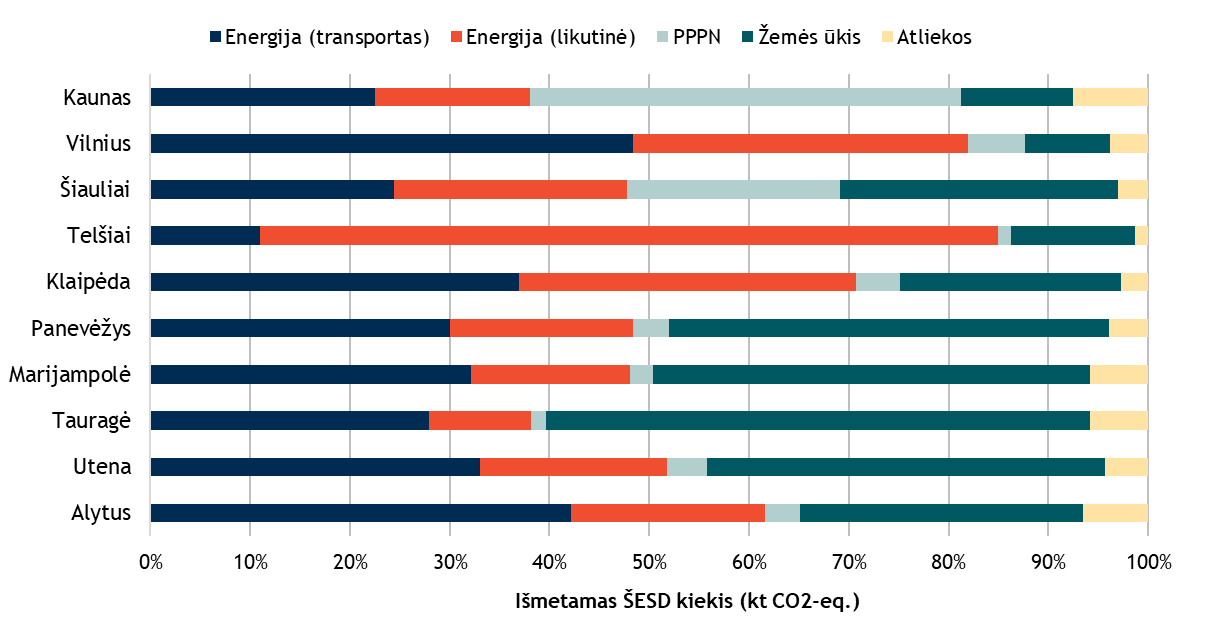 Energija (transportas) Energija (likutinė) PPPN Žemės ūkis Atliekos
Kaunas
Vilnius
Šiauliai
Telšiai
Klaipėda
Panevėžys
Marijampolė
Tauragė
Utena
Alytus
0% 10% 20% 30% 40% 50% 60% 70% 80% 90% 100%
Išmetamas ŠESD kiekis (kt CO2-eq.)